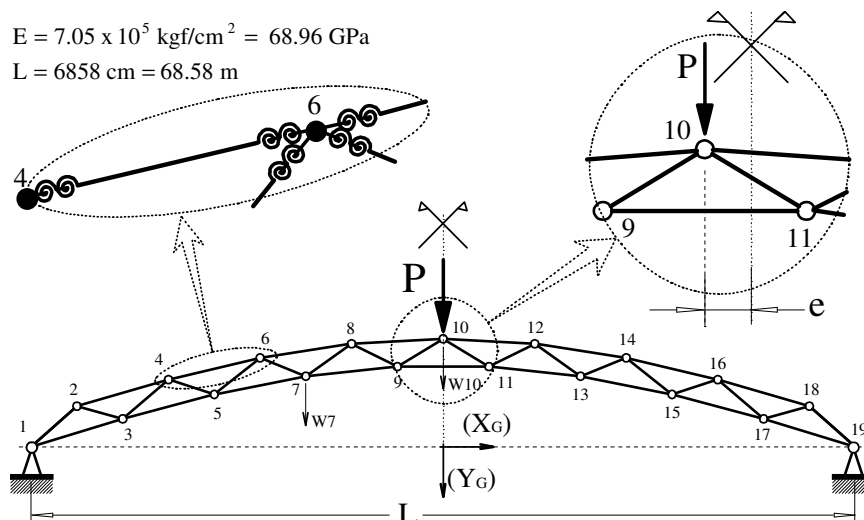 E = 7.05 x 10⁵ kgf/cm² = 68.96 GPa
L = 6858 cm = 68.58 m
6
4
P
10
9
11
e
P
1
2
3
4
5
6
7
8
9
10
11
12
13
14
15
16
17
18
19
W7
W10
(XG)
(YG)
L